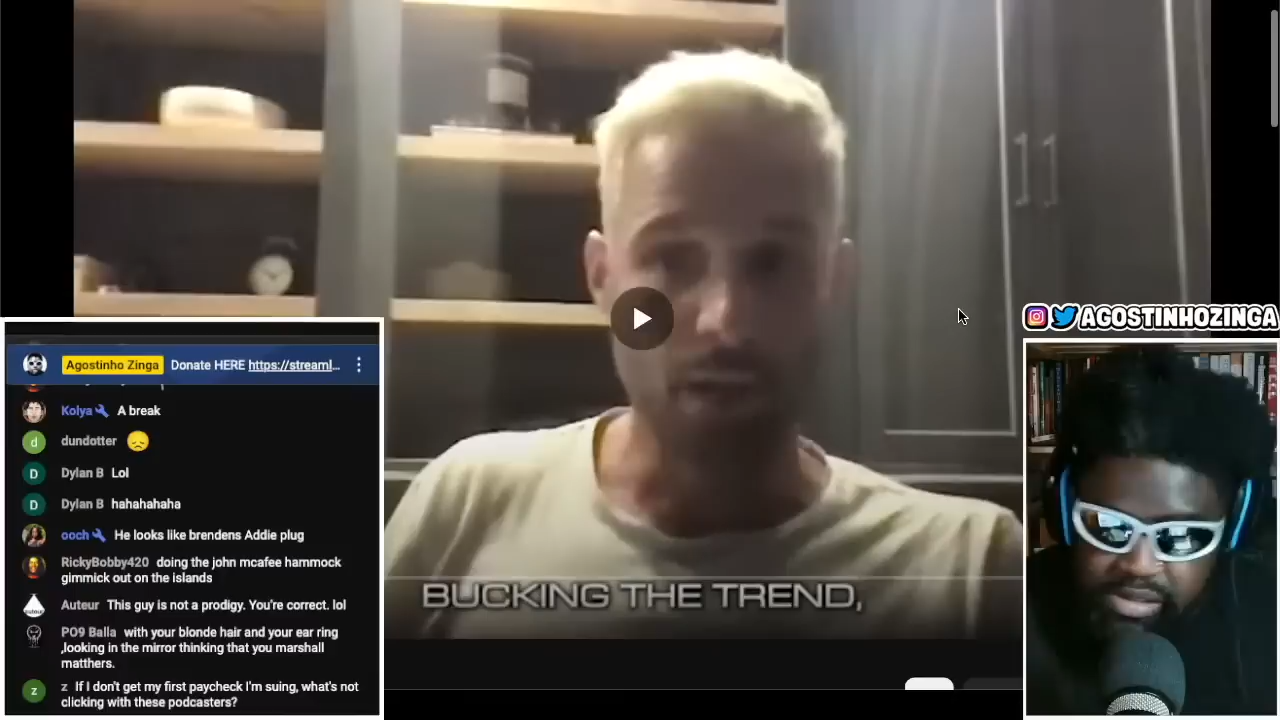 AGOSTINHOZINGA
Agostinho Zinga Donate HERE https://streaml...
Kolya A break
d dundotter
D Dylan B Lol
D Dylan B hahahahaha
ooch He looks like brendens Addie plug
RickyBobby420 doing the john mcafee hammock
gimmick out on the islands
Auteur This guy is not a prodigy. You're correct. lol
PO9 Balla with your blonde hair and your ear ring
,looking in the mirror thinking that you marshall
matthers.
z z If I don't get my first paycheck I'm suing, what's not
clicking with these podcasters?
BUCKING THE TREND,